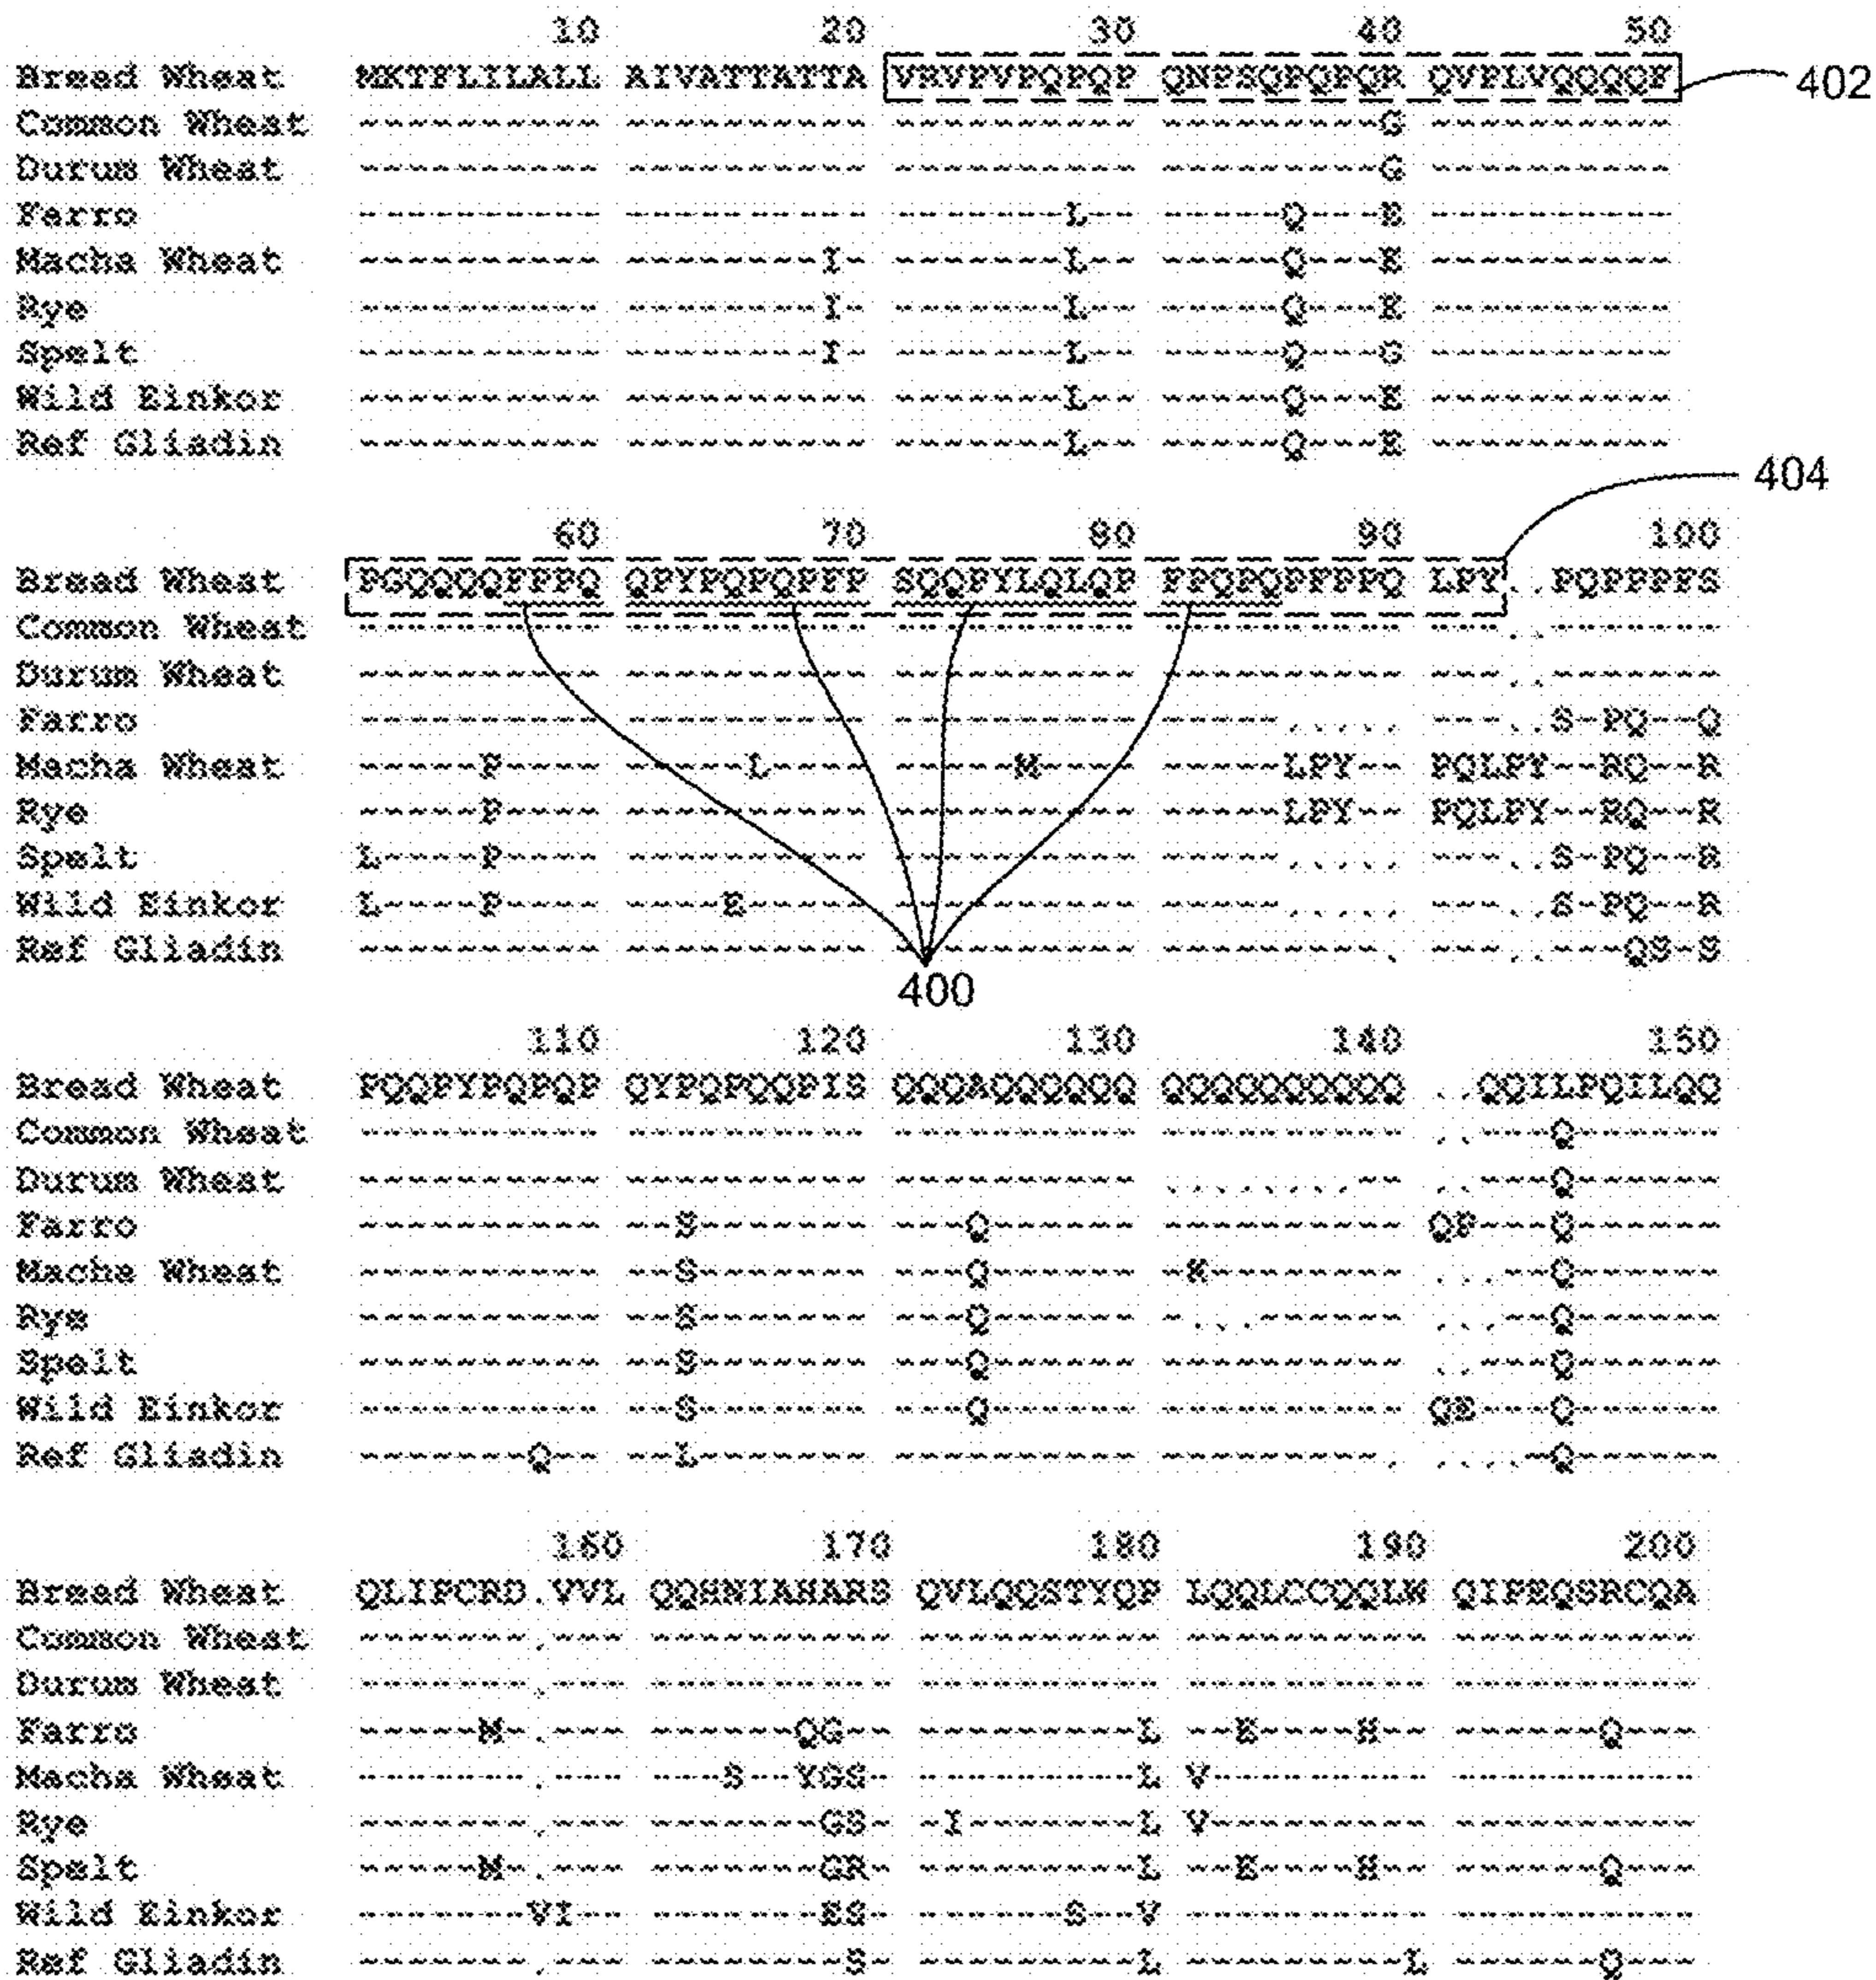 10 20 30 40 50
Bread Wheat MKTFLILALL AIVATTATTA VRVPVPQPQP QNPSQPQPQR QVPLVQQQQF 402
Common Wheat ---------- ---------- ---------- ---------G ----------
Durum Wheat ---------- ---------- ---------- ---------G ----------
Farro ---------- ---------- -------L-- -----Q---E ----------
Macha Wheat ---------- --------I- -------L-- -----Q---E ----------
Rye ---------- --------I- -------L-- -----Q---E ----------
Spelt ---------- --------I- -------L-- -----Q---G ----------
Wild Einkor ---------- ---------- -------L-- -----Q---E ----------
Ref Gliadin ---------- ---------- -------L-- -----Q---E ----------
404
60 70 80 90 100
Bread Wheat PGQQQQFPPQ QPYPQPQPFP SQQPYLQLQP FPQPQPFPPQ LPY..PQPPPFS
Common Wheat ---------- ---------- ---------- ---------- ---..-------
Durum Wheat ---------- ---------- ---------- ---------- ---..-------
Farro ---------- ---------- ---------- -----..... ---..S-PQ--Q
Macha Wheat -----P---- -----L---- -----M---- -----LPY-- PQLPY--RQ--R
Rye -----P---- ---------- ---------- -----LPY-- PQLPY--RQ--R
Spelt L----P---- ---------- ---------- -----..... ---..S-PQ--R
Wild Einkor L----P---- ----E----- ---------- -----..... ---..S-PQ--R
Ref Gliadin ---------- ---------- ---------- ---------. ---..---QS-S
400
110 120 130 140 150
Bread Wheat PQQPYPQPQP QYPQPQQPIS QQQAQQQQQQ QQQQQQQQQQ ..QQILPQILQQ
Common Wheat ---------- ---------- ---------- ---------- ..---Q------
Durum Wheat ---------- ---------- ---------- ........-- ..---Q------
Farro ---------- --S------- ---Q------ ---------- QP---Q------
Macha Wheat ---------- --S------- ---Q------ -K-------- ...--Q------
Rye ---------- --S------- ---Q------ -...------ ...--Q------
Spelt ---------- --S------- ---Q------ ---------- ..---Q------
Wild Einkor ---------- --S------- ---Q------ ---------- QE---Q------
Ref Gliadin -------Q-- --L------- ---------- ---------. ....-Q------
160 170 180 190 200
Bread Wheat QLIPCRD.VVL QQHNIAHARS QVLQQSTYQP LQQLCCQQLW QIPEQSRCQA
Common Wheat -------.--- ---------- ---------- ---------- ----------
Durum Wheat -------.--- ---------- ---------- ---------- ----------
Farro -----M-.--- ------QG-- ---------L --E----H-- ------Q---
Macha Wheat -------.--- ---S--YGS- ---------L V--------- ----------
Rye -------.--- -------GS- -I-------L V--------- ----------
Spelt -----M-.--- -------GR- ---------L --E----H-- ------Q---
Wild Einkor -------VI-- -------ES- ------S--V ---------- ----------
Ref Gliadin -------.--- --------S- ---------L ---------L ------Q---